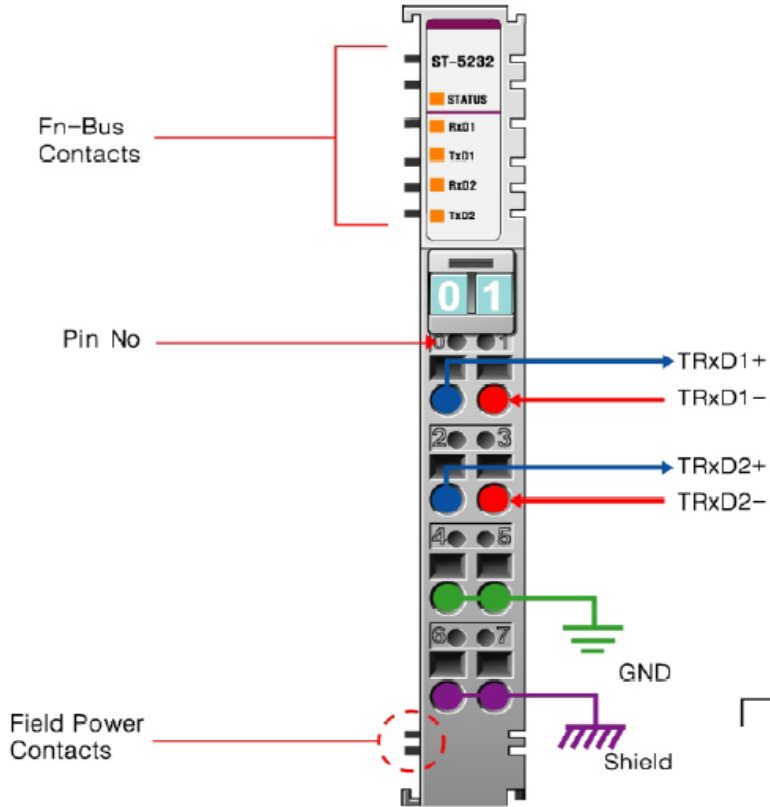 ST-5232
STATUS
RxD1
TxD1
RxD2
TxD2
Fn-Bus
Contacts
0 1
Pin No
0 1
TRxD1+
TRxD1-
2 3
TRxD2+
TRxD2-
4 5
GND
6 7
Field Power
Contacts
Shield